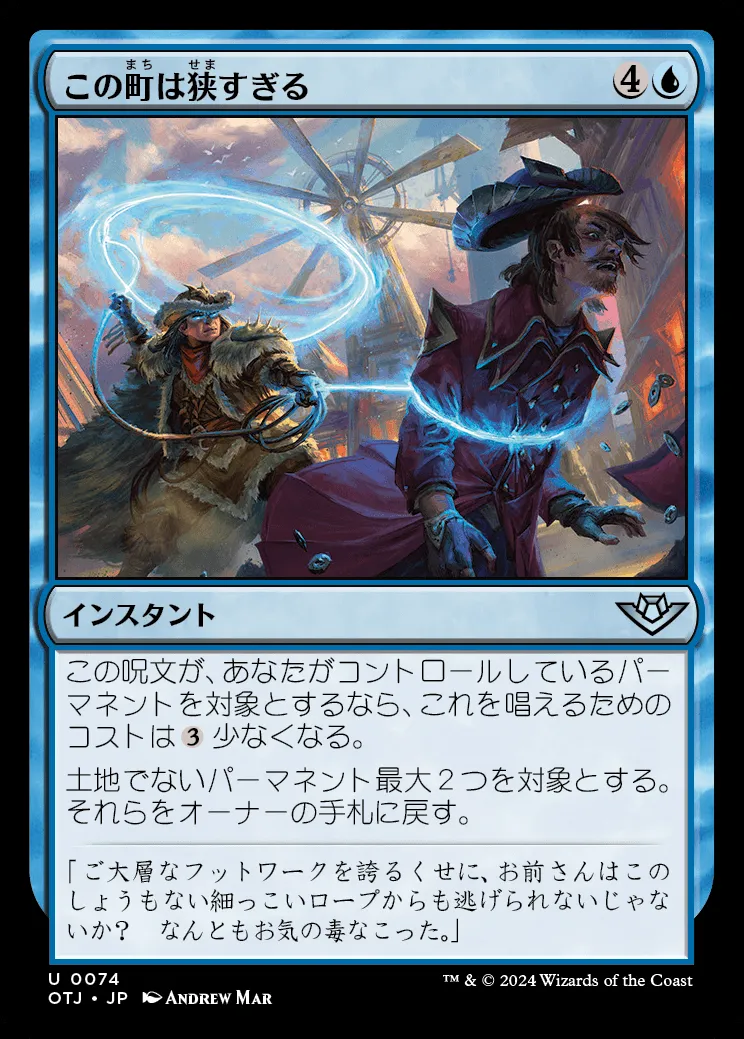 まち せま
この町は狭すぎる 4
インスタント
この呪文が、あなたがコントロールしているパー
マネントを対象とするなら、これを唱えるための
コストは 3 少なくなる。
土地でないパーマネント最大２つを対象とする。
それらをオーナーの手札に戻す。
「ご大層なフットワークを誇るくせに、お前さんはこの
しょうもない細っこいロープからも逃げられないじゃな
いか？　なんともお気の毒なこった。」
U 0074
OTJ • JP Andrew Mar
™ & © 2024 Wizards of the Coast